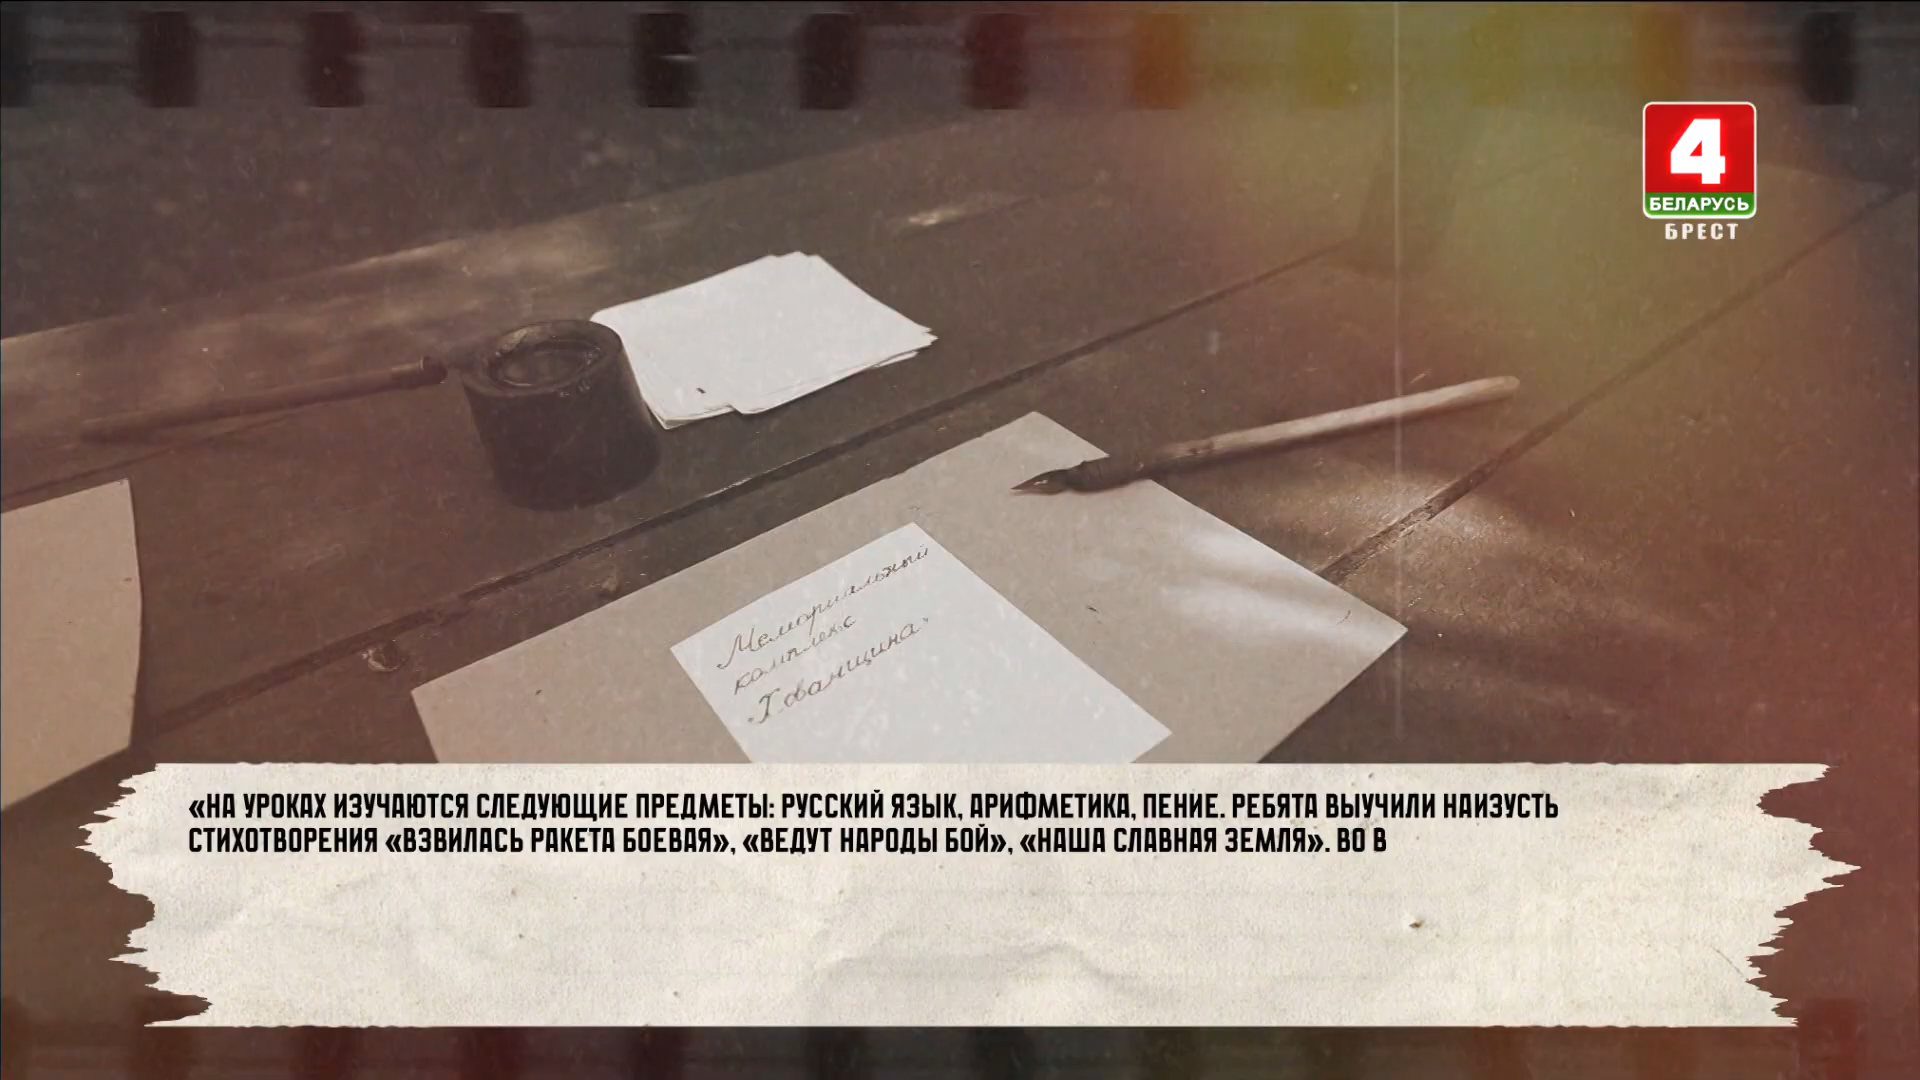 4
БЕЛАРУСЬ
БРЕСТ
Мемориальный
комплекс
"Хованщина"
«НА УРОКАХ ИЗУЧАЮТСЯ СЛЕДУЮЩИЕ ПРЕДМЕТЫ: РУССКИЙ ЯЗЫК, АРИФМЕТИКА, ПЕНИЕ. РЕБЯТА ВЫУЧИЛИ НАИЗУСТЬ
СТИХОТВОРЕНИЯ «ВЗВИЛАСЬ РАКЕТА БОЕВАЯ», «ВЕДУТ НАРОДЫ БОЙ», «НАША СЛАВНАЯ ЗЕМЛЯ». ВО В